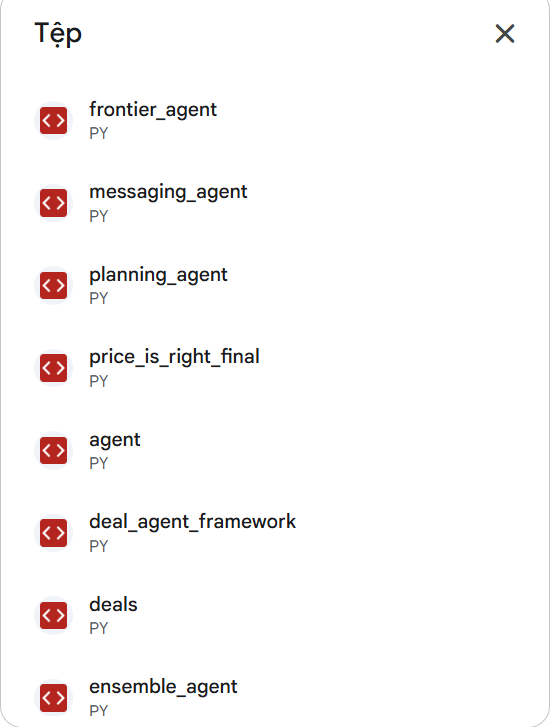 Tệp
frontier_agent
PY
messaging_agent
PY
planning_agent
PY
price_is_right_final
PY
agent
PY
deal_agent_framework
PY
deals
PY
ensemble_agent
PY